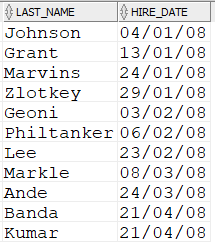 LAST_NAME HIRE_DATE
Johnson 04/01/08
Grant 13/01/08
Marvins 24/01/08
Zlotkey 29/01/08
Geoni 03/02/08
Philtanker 06/02/08
Lee 23/02/08
Markle 08/03/08
Ande 24/03/08
Banda 21/04/08
Kumar 21/04/08